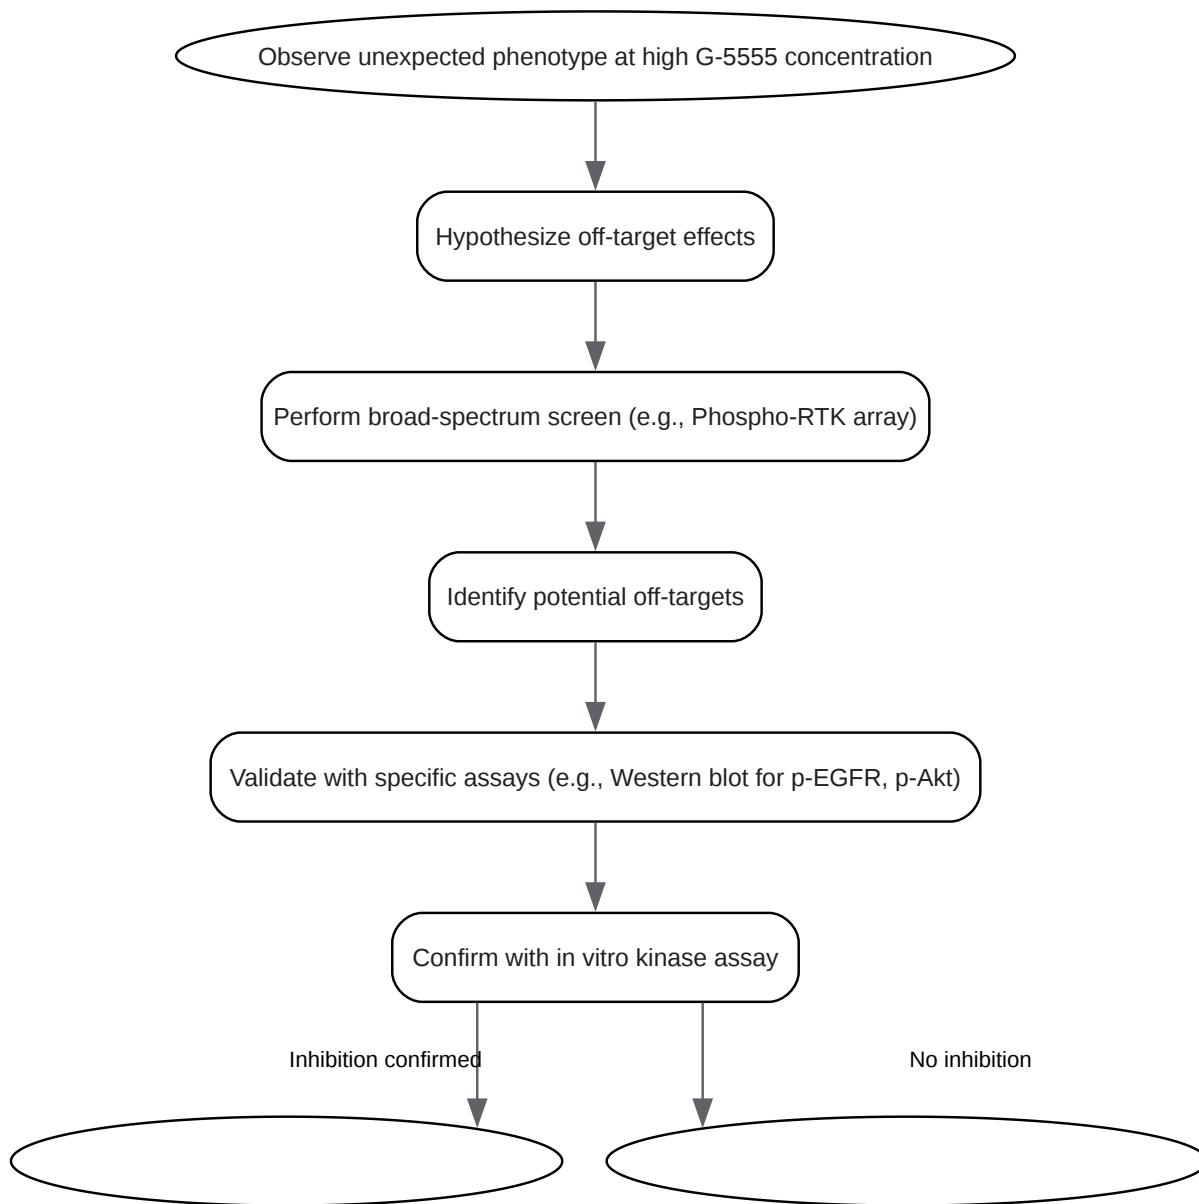 Observe unexpected phenotype at high G-5555 concentration
Hypothesize off-target effects
Perform broad-spectrum screen (e.g., Phospho-RTK array)
Identify potential off-targets
Validate with specific assays (e.g., Western blot for p-EGFR, p-Akt)
Confirm with in vitro kinase assay
Inhibition confirmed
No inhibition